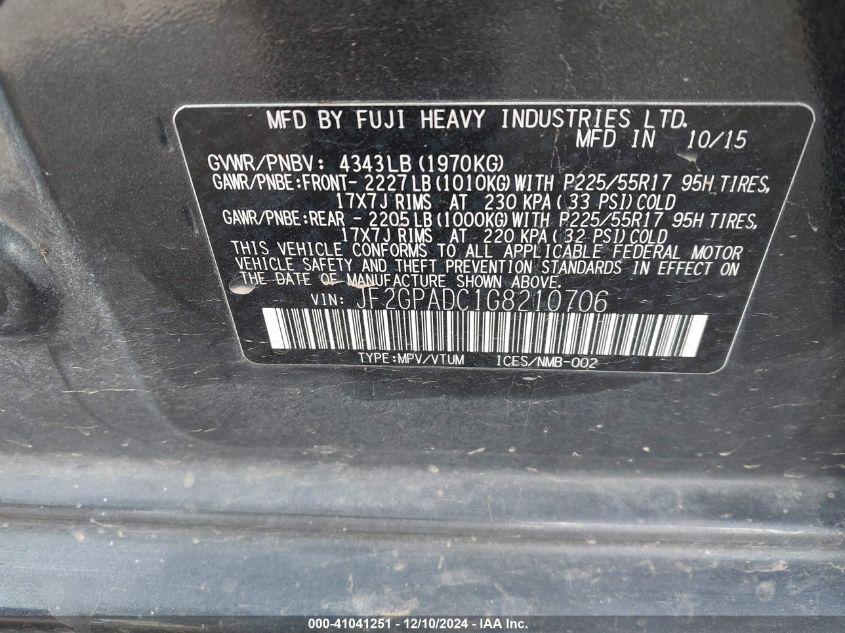 MFD BY FUJI HEAVY INDUSTRIES LTD.
MFD IN 10/15
GVWR/PNBV: 4343LB(1970KG)
GAWR/PNBE:FRONT- 2227LB(1010KG)WITH P225/55R17 95H TIRES,
17X7J RIMS AT 230 KPA(33 PSI)COLD
GAWR/PNBE:REAR - 2205LB(1000KG)WITH P225/55R17 95H TIRES,
17X7J RIMS AT 220 KPA(32 PSI)COLD
THIS VEHICLE CONFORMS TO ALL APPLICABLE FEDERAL MOTOR
VEHICLE SAFETY AND THEFT PREVENTION STANDARDS IN EFFECT ON
THE DATE OF MANUFACTURE SHOWN ABOVE.
VIN: JF2GPADC1G8210706
TYPE:MPV/VTUM ICES/NMB-002
000-41041251 - 12/10/2024 - IAA Inc.